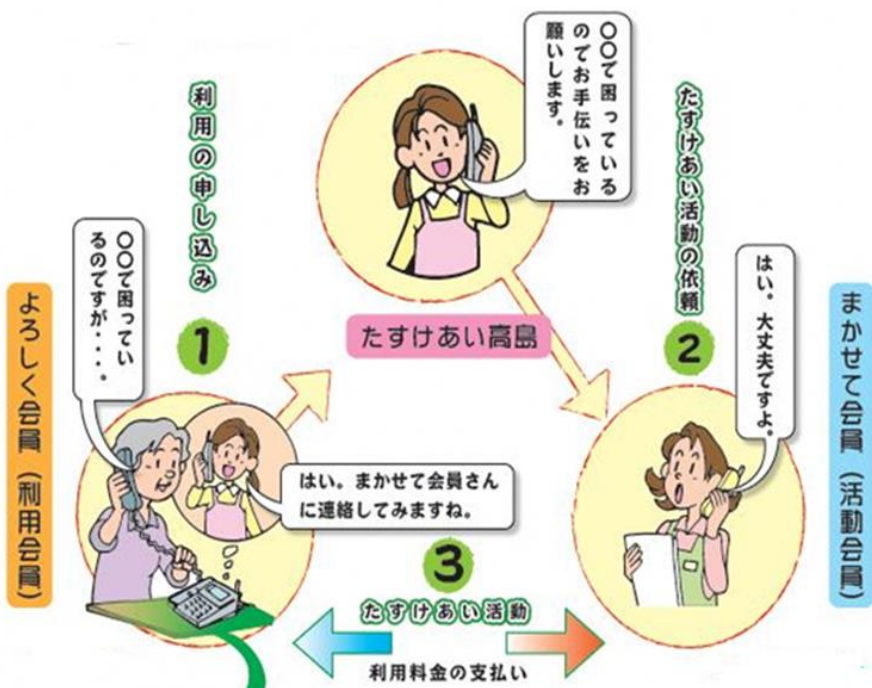 〇〇で困っている
のでお手伝いをお
願いします。
利用の申し込み
たすけあい活動の依頼
〇〇で困ってい
るのですが・・・・。
はい。大丈夫ですよ。
よろしく会員（利用会員）
1
たすけあい高島
2
まかせて会員（活動会員）
はい。まかせて会員さん
に連絡してみますね。
3
たすけあい活動
利用料金の支払い